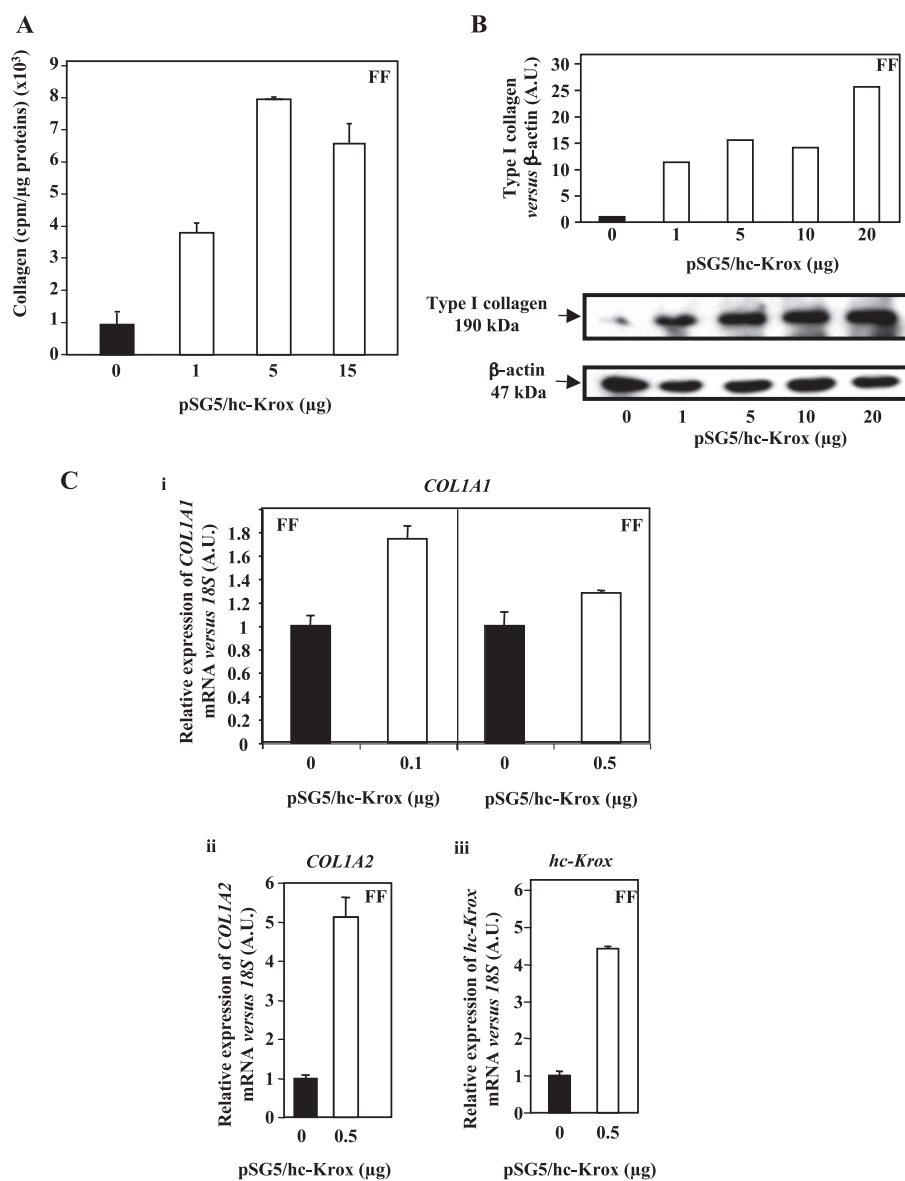 A
Collagen (cpm/µg proteins) (x10³)
9
8
7
6
5
4
3
2
1
0
FF
0 1 5 15
pSG5/hc-Krox (µg)
B
Type I collagen
versus β-actin (A.U.)
30
25
20
15
10
5
0
FF
0 1 5 10 20
pSG5/hc-Krox (µg)
Type I collagen
190 kDa
β-actin
47 kDa
0 1 5 10 20
pSG5/hc-Krox (µg)
C
i
COL1A1
Relative expression of COL1A1
mRNA versus 18S (A.U.)
1.8
1.4
1.2
1
0.8
0.6
0.4
0.2
0
FF
FF
0 0.1 0 0.5
pSG5/hc-Krox (µg) pSG5/hc-Krox (µg)
ii
COL1A2
Relative expression of COL1A2
mRNA versus 18S (A.U.)
6
5
4
3
2
1
0
FF
0 0.5
pSG5/hc-Krox (µg)
iii
hc-Krox
Relative expression of hc-Krox
mRNA versus 18S (A.U.)
6
5
4
3
2
1
0
FF
0 0.5
pSG5/hc-Krox (µg)